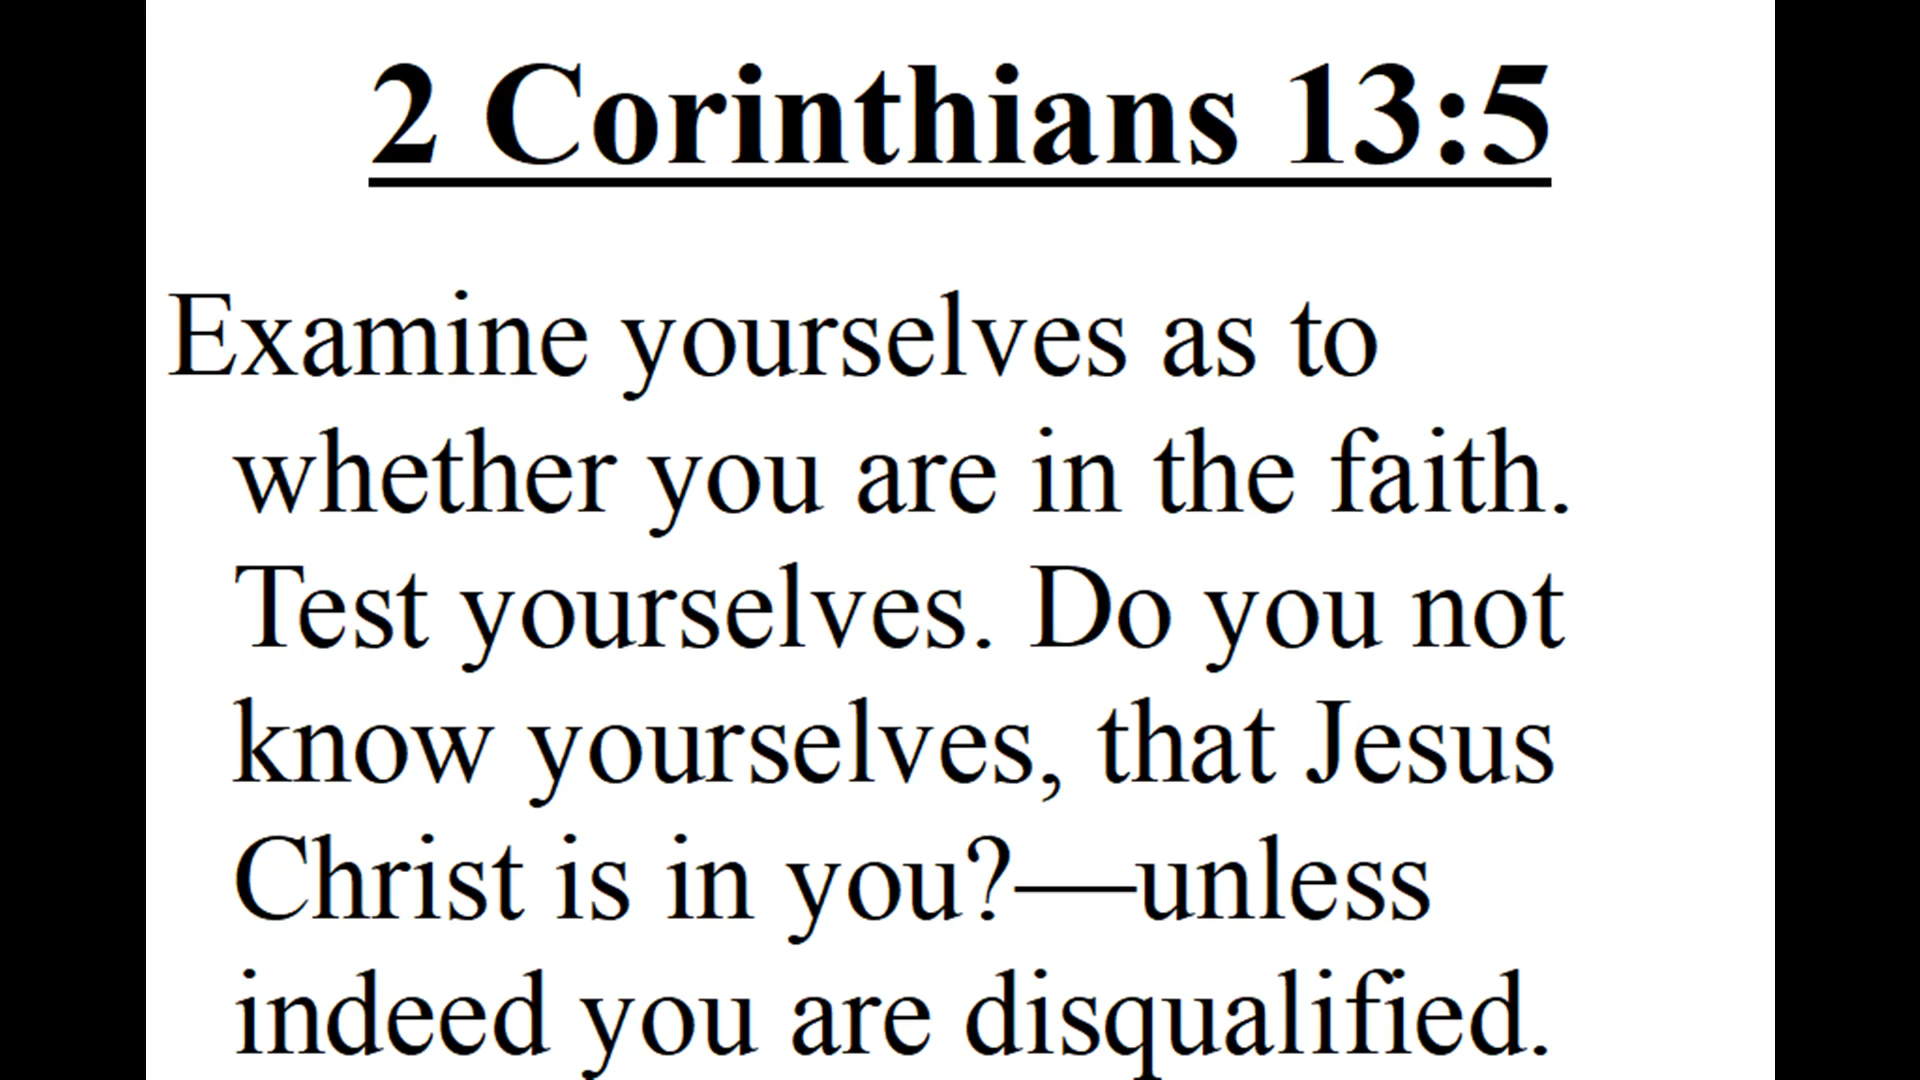 2 Corinthians 13:5
Examine yourselves as to
whether you are in the faith.
Test yourselves. Do you not
know yourselves, that Jesus
Christ is in you?—unless
indeed you are disqualified.